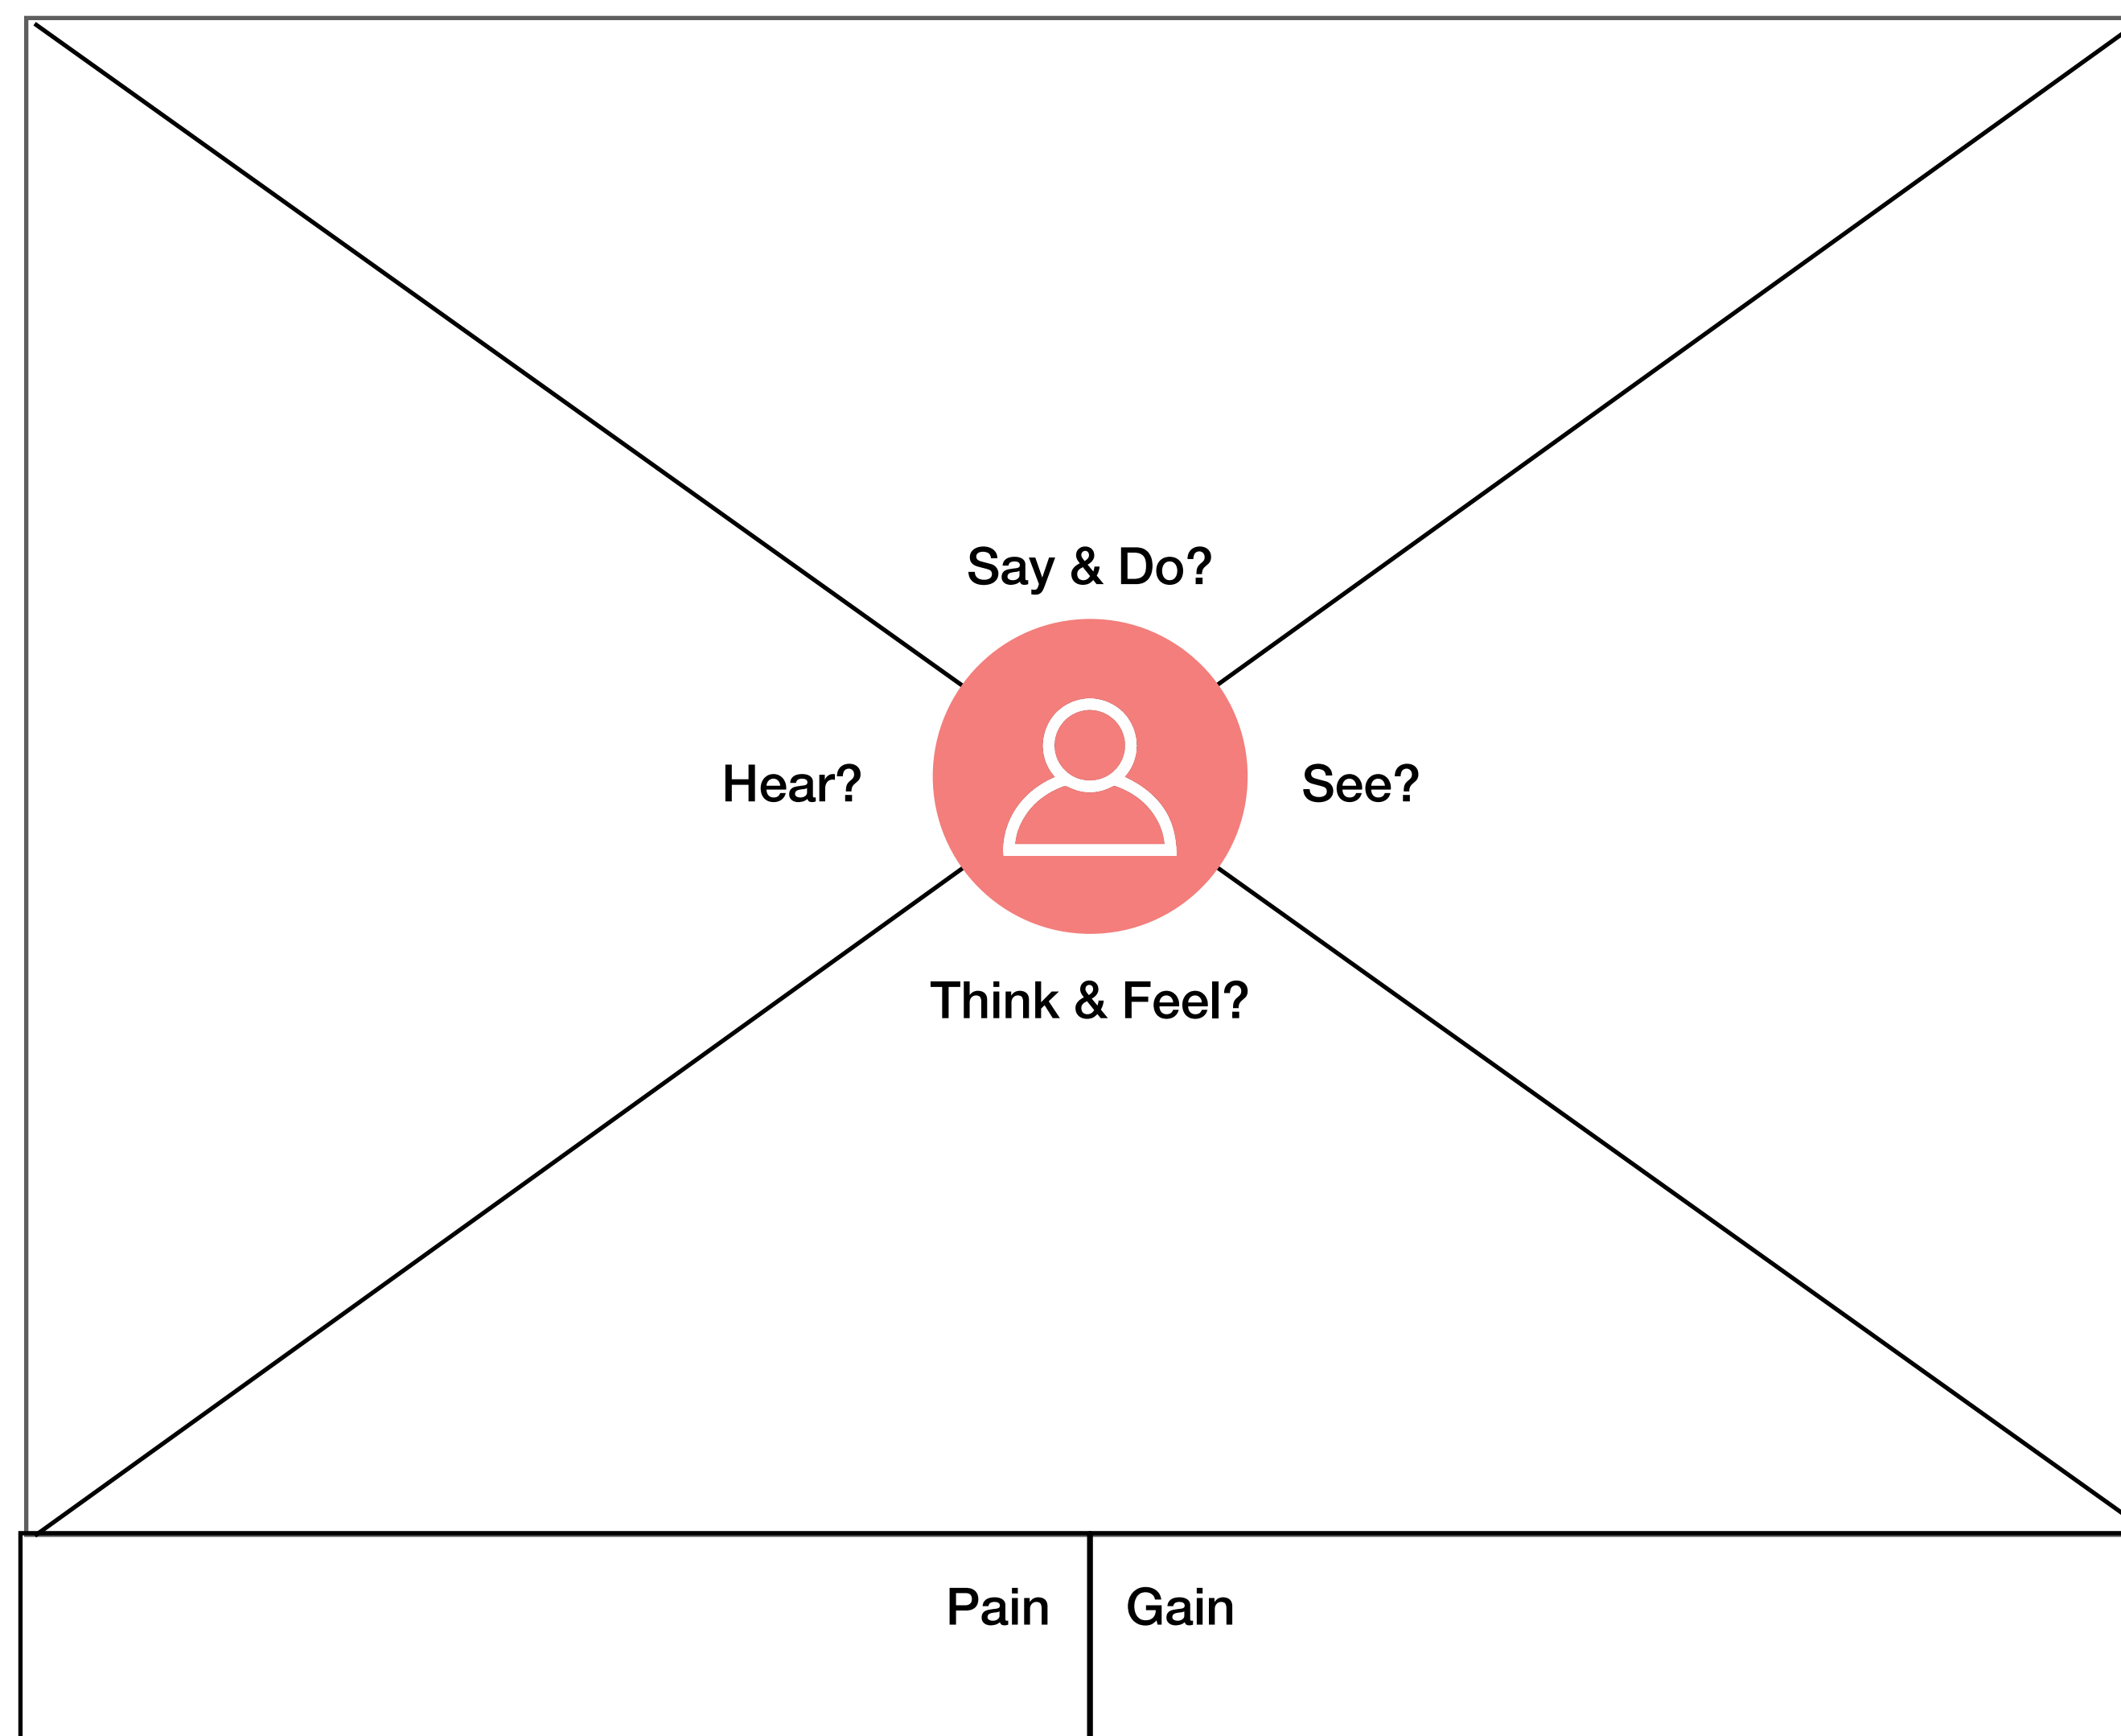 Say & Do?
Hear?
See?
Think & Feel?
Pain
Gain